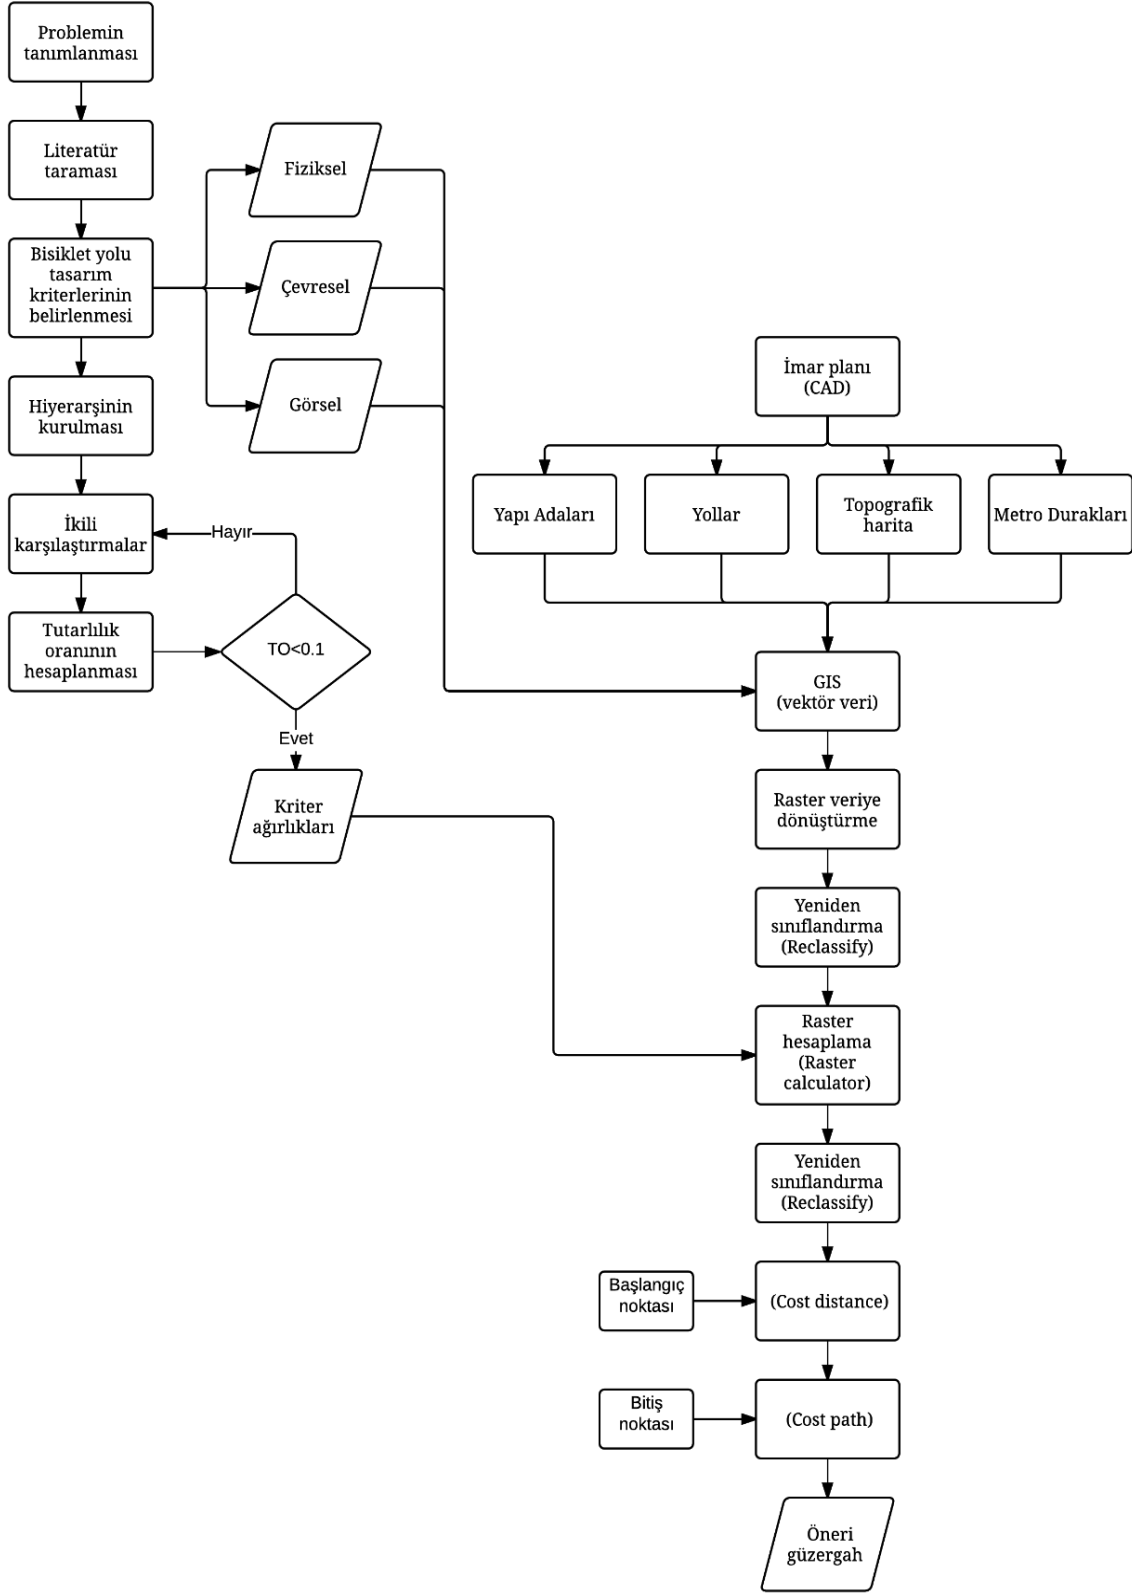 Problemin
tanımlanması
Literatür
taraması
Bisiklet yolu
tasarım
kriterlerinin
belirlenmesi
Hiyerarşinin
kurulması
İkili
karşılaştırmalar
Tutarlılık
oranının
hesaplanması
Fiziksel
Çevresel
Görsel
Hayır
TO<0.1
Evet
Kriter
ağırlıkları
İmar planı
(CAD)
Yapı Adaları
Yollar
Topografik
harita
Metro Durakları
GIS
(vektör veri)
Raster veriye
dönüştürme
Yeniden
sınıflandırma
(Reclassify)
Raster
hesaplama
(Raster
calculator)
Yeniden
sınıflandırma
(Reclassify)
Başlangıç
noktası
(Cost distance)
Bitiş
noktası
(Cost path)
Öneri
güzergah